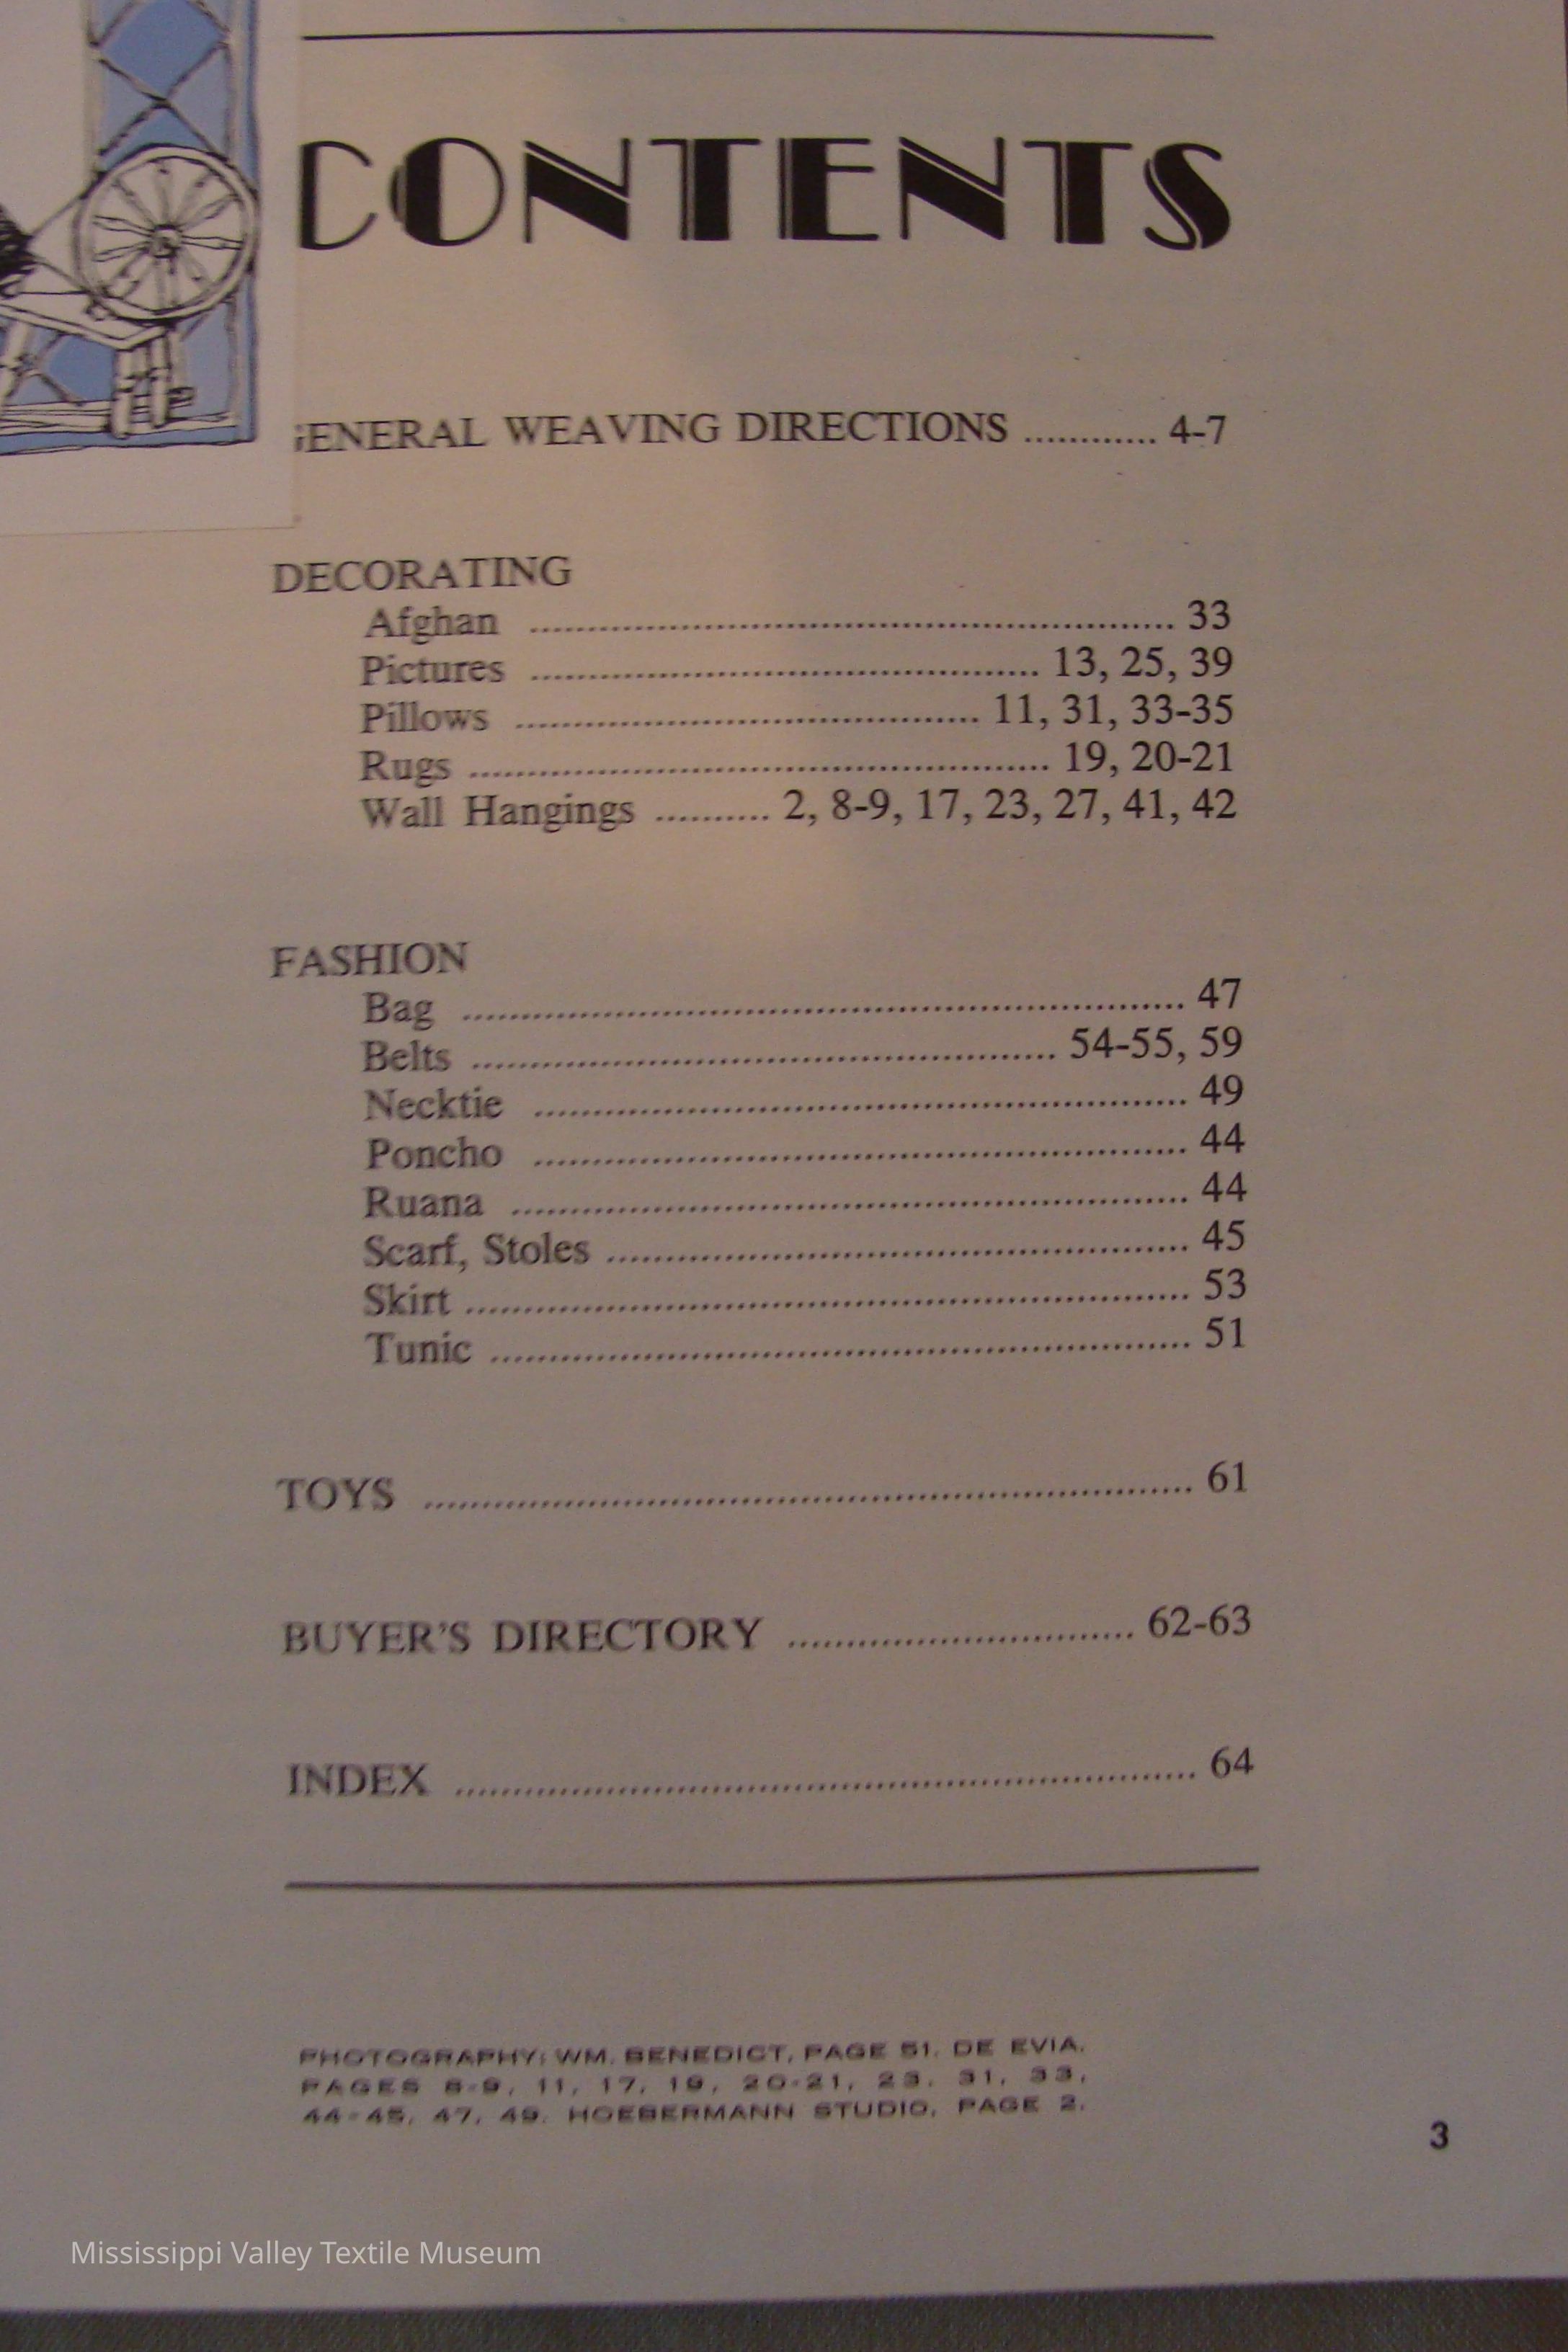 CONTENTS
GENERAL WEAVING DIRECTIONS ............ 4-7
DECORATING
Afghan ........................................................ 33
Pictures ............................................ 13, 25, 39
Pillows ........................................ 11, 31, 33-35
Rugs .................................................. 19, 20-21
Wall Hangings .......... 2, 8-9, 17, 23, 27, 41, 42
FASHION
Bag .............................................................. 47
Belts .................................................. 54-55, 59
Necktie ........................................................ 49
Poncho ........................................................ 44
Ruana .......................................................... 44
Scarf, Stoles .................................................. 45
Skirt .............................................................. 53
Tunic ............................................................ 51
TOYS .................................................................. 61
BUYER'S DIRECTORY .............................. 62-63
INDEX ................................................................ 64
PHOTOGRAPHY: WM. BENEDICT, PAGE 51. DE EVIA,
PAGES 8-9, 11, 17, 19, 20-21, 23, 31, 33,
44-45, 47, 49. HOEBERMANN STUDIO, PAGE 2.
3
Mississippi Valley Textile Museum